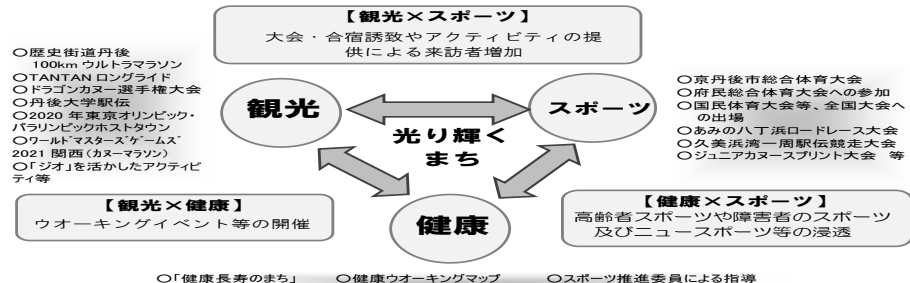 【観光×スポーツ】
大会・合宿誘致やアクティビティの提
供による来訪者増加
○歴史街道丹後
100km ウルトラマラソン
○TANTAN ロングライド
○ドラゴンカヌー選手権大会
○丹後大学駅伝
○2020 年東京オリンピック・
パラリンピックホストタウン
○ワールドマスターズゲームズ
2021 関西(カヌーマラソン)
○「ジオ」を活かしたアクティビ
ティ等
観光
スポーツ
光り輝く
まち
健康
○京丹後市総合体育大会
○府民総合体育大会への参加
○国民体育大会等、全国大会へ
の出場
○あみの八丁浜ロードレース大会
○久美浜湾一周駅伝競走大会
○ジュニアカヌースプリント大会 等
【観光×健康】
ウオーキングイベント等の開催
【健康×スポーツ】
高齢者スポーツや障害者のスポーツ
及びニュースポーツ等の浸透
○「健康長寿のまち」 ○健康ウオーキングマップ ○スポーツ推進委員による指導